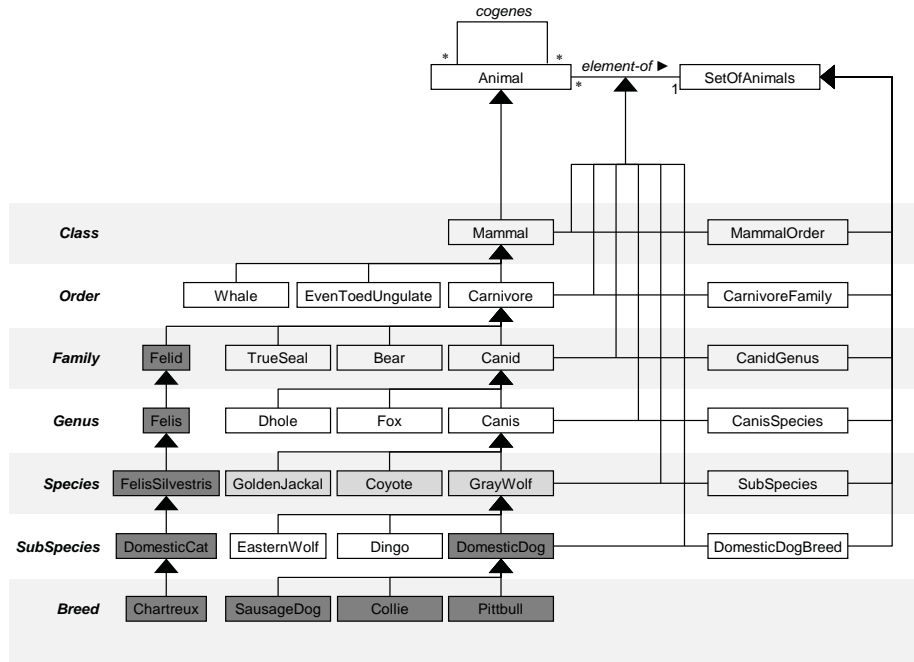 cogenes
* *
Animal element-of ► SetOfAnimals
* 1
Class Mammal MammalOrder
Order Whale EvenToedUngulate Carnivore CarnivoreFamily
Family Felid TrueSeal Bear Canid CanidGenus
Genus Felis Dhole Fox Canis CanisSpecies
Species FelisSilvestris GoldenJackal Coyote GrayWolf SubSpecies
SubSpecies DomesticCat EasternWolf Dingo DomesticDog DomesticDogBreed
Breed Chartreux SausageDog Collie Pittbull